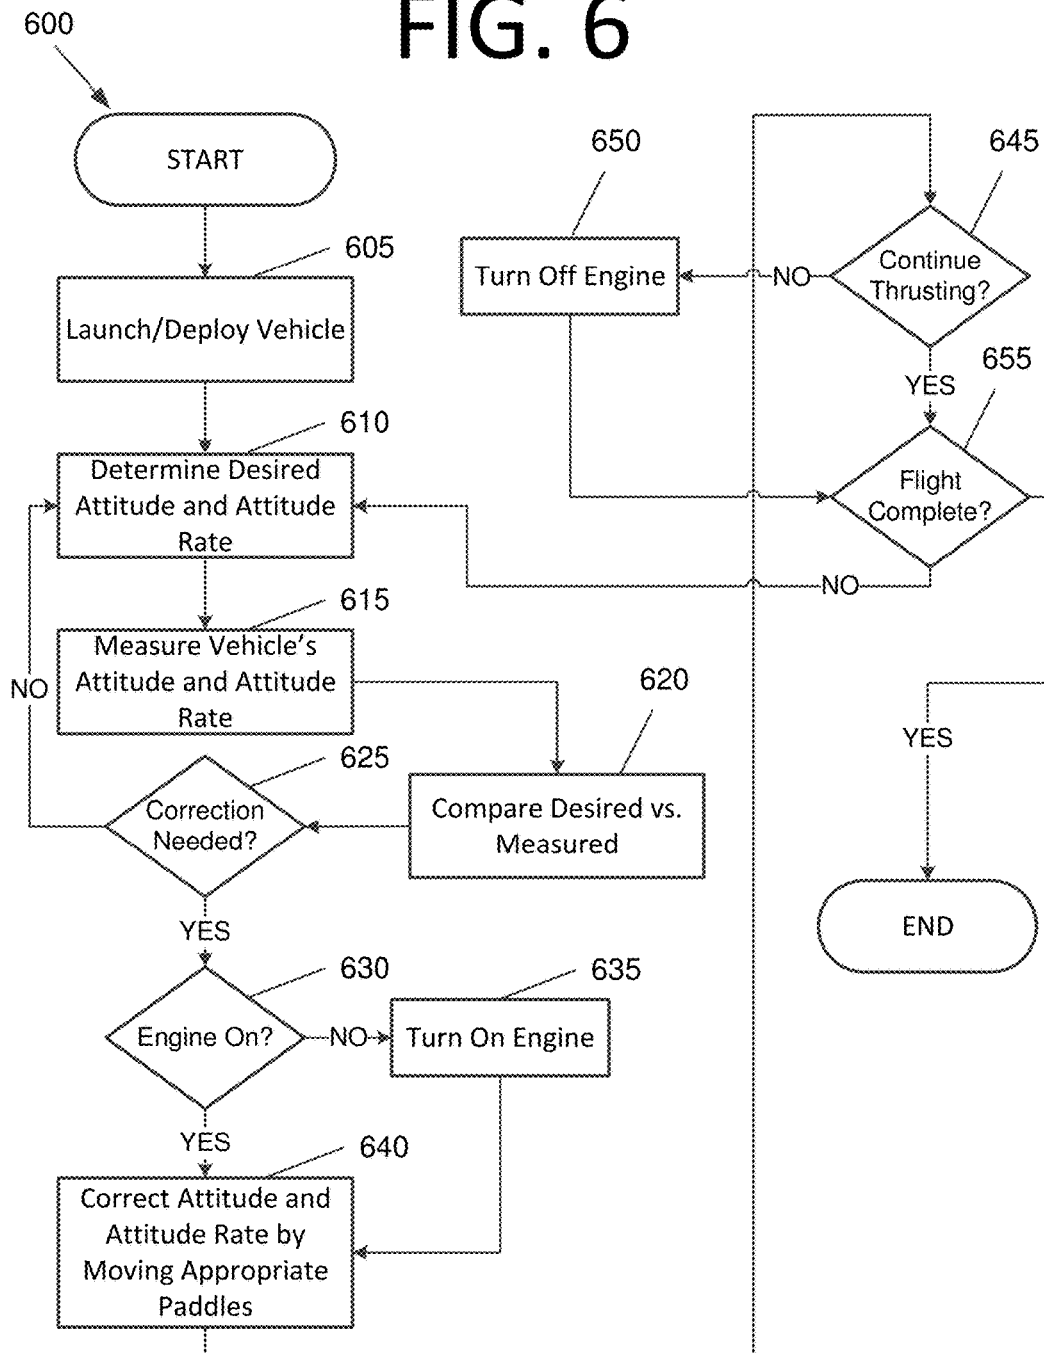 FIG. 6
600
START
605
Launch/Deploy Vehicle
610
Determine Desired
Attitude and Attitude
Rate
615
Measure Vehicle's
Attitude and Attitude
Rate
NO
620
Compare Desired vs.
Measured
625
Correction
Needed?
YES
630
Engine On?
NO
635
Turn On Engine
YES
640
Correct Attitude and
Attitude Rate by
Moving Appropriate
Paddles
645
Continue
Thrusting?
NO
650
Turn Off Engine
YES
655
Flight
Complete?
NO
YES
END